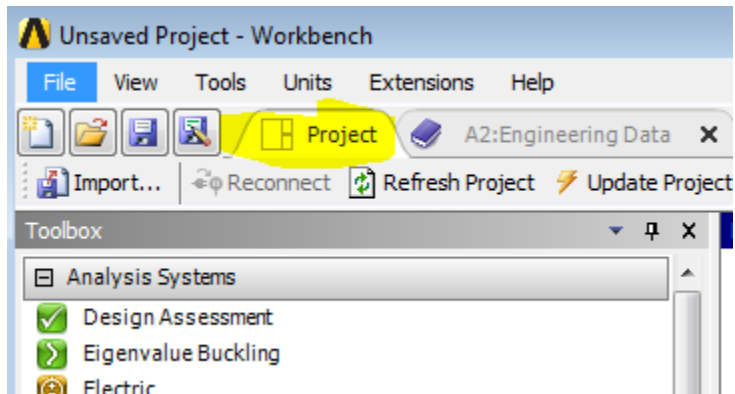 Unsaved Project - Workbench
File View Tools Units Extensions Help
Project A2:Engineering Data
Import... Reconnect Refresh Project Update Project
Toolbox
Analysis Systems
Design Assessment
Eigenvalue Buckling
Electric